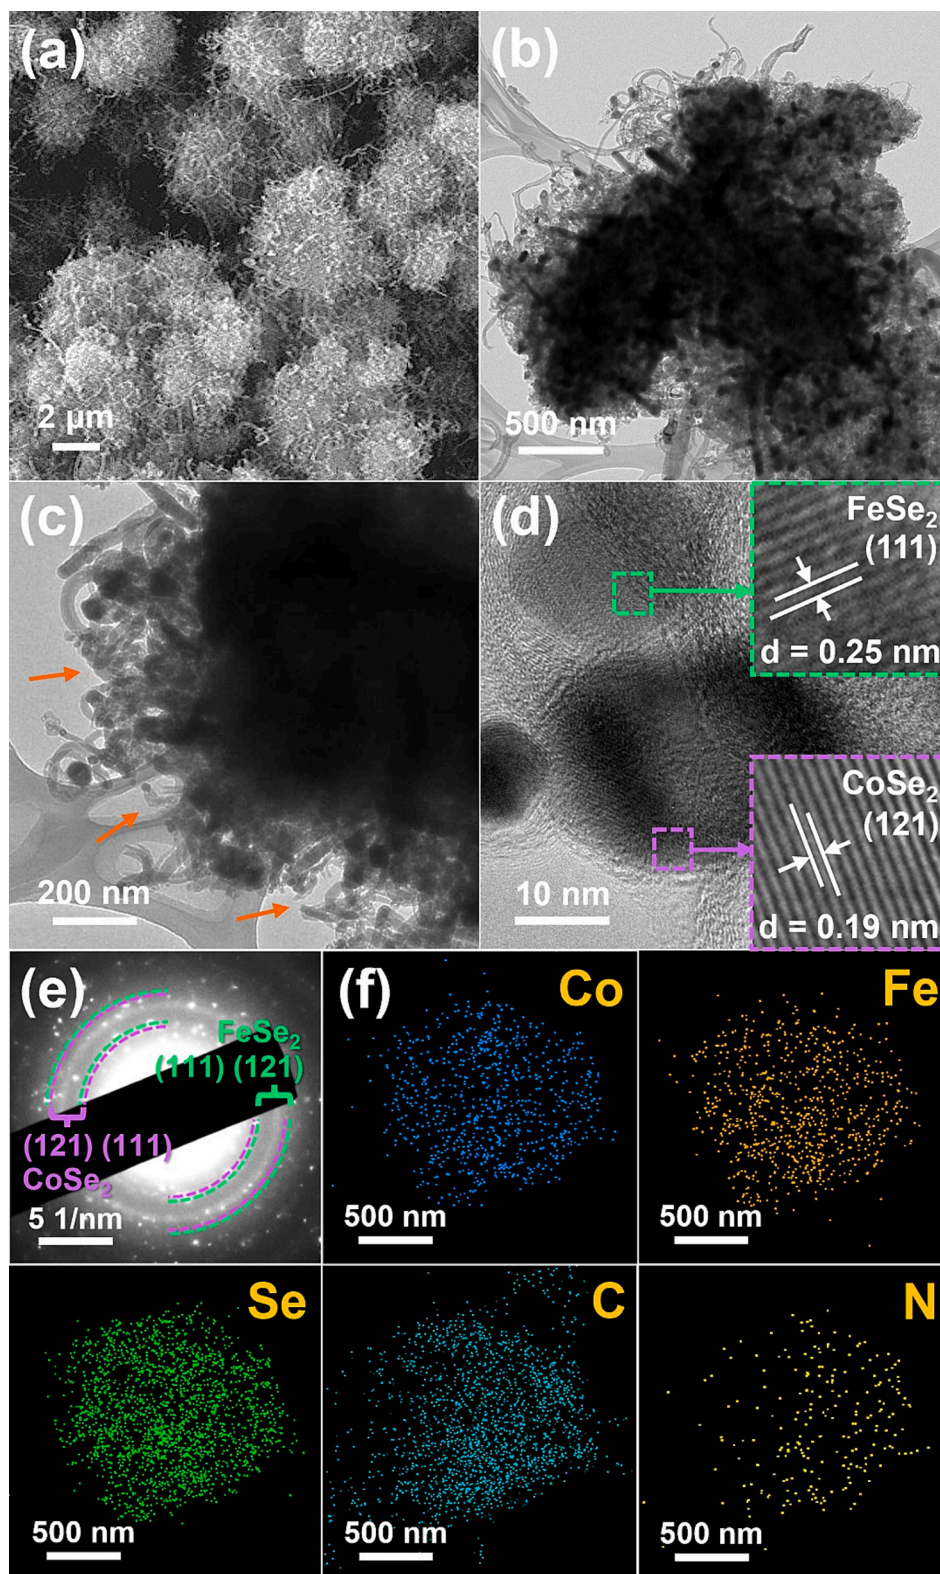 (a)
2 µm
(b)
500 nm
(c)
200 nm
(d)
FeSe₂
(111)
d = 0.25 nm
CoSe₂
(121)
d = 0.19 nm
10 nm
(e)
FeSe₂
(111) (121)
(121) (111)
CoSe₂
5 1/nm
(f)
Co
500 nm
Fe
500 nm
Se
500 nm
C
500 nm
N
500 nm